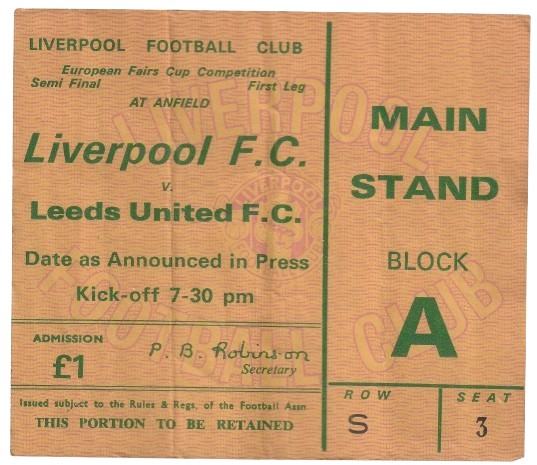 LIVERPOOL FOOTBALL CLUB
European Fairs Cup Competition
Semi Final First Leg
AT ANFIELD
Liverpool F.C.
v.
Leeds United F.C.
Date as Announced in Press
Kick-off 7-30 pm
ADMISSION
£1
P. B. Robinson
Secretary
Issued subject to the Rules & Regs. of the Football Assn.
THIS PORTION TO BE RETAINED
MAIN
STAND
BLOCK
A
ROW
S
SEAT
3
LIVERPOOL
FOOTBALL CLUB
LIVERPOOL